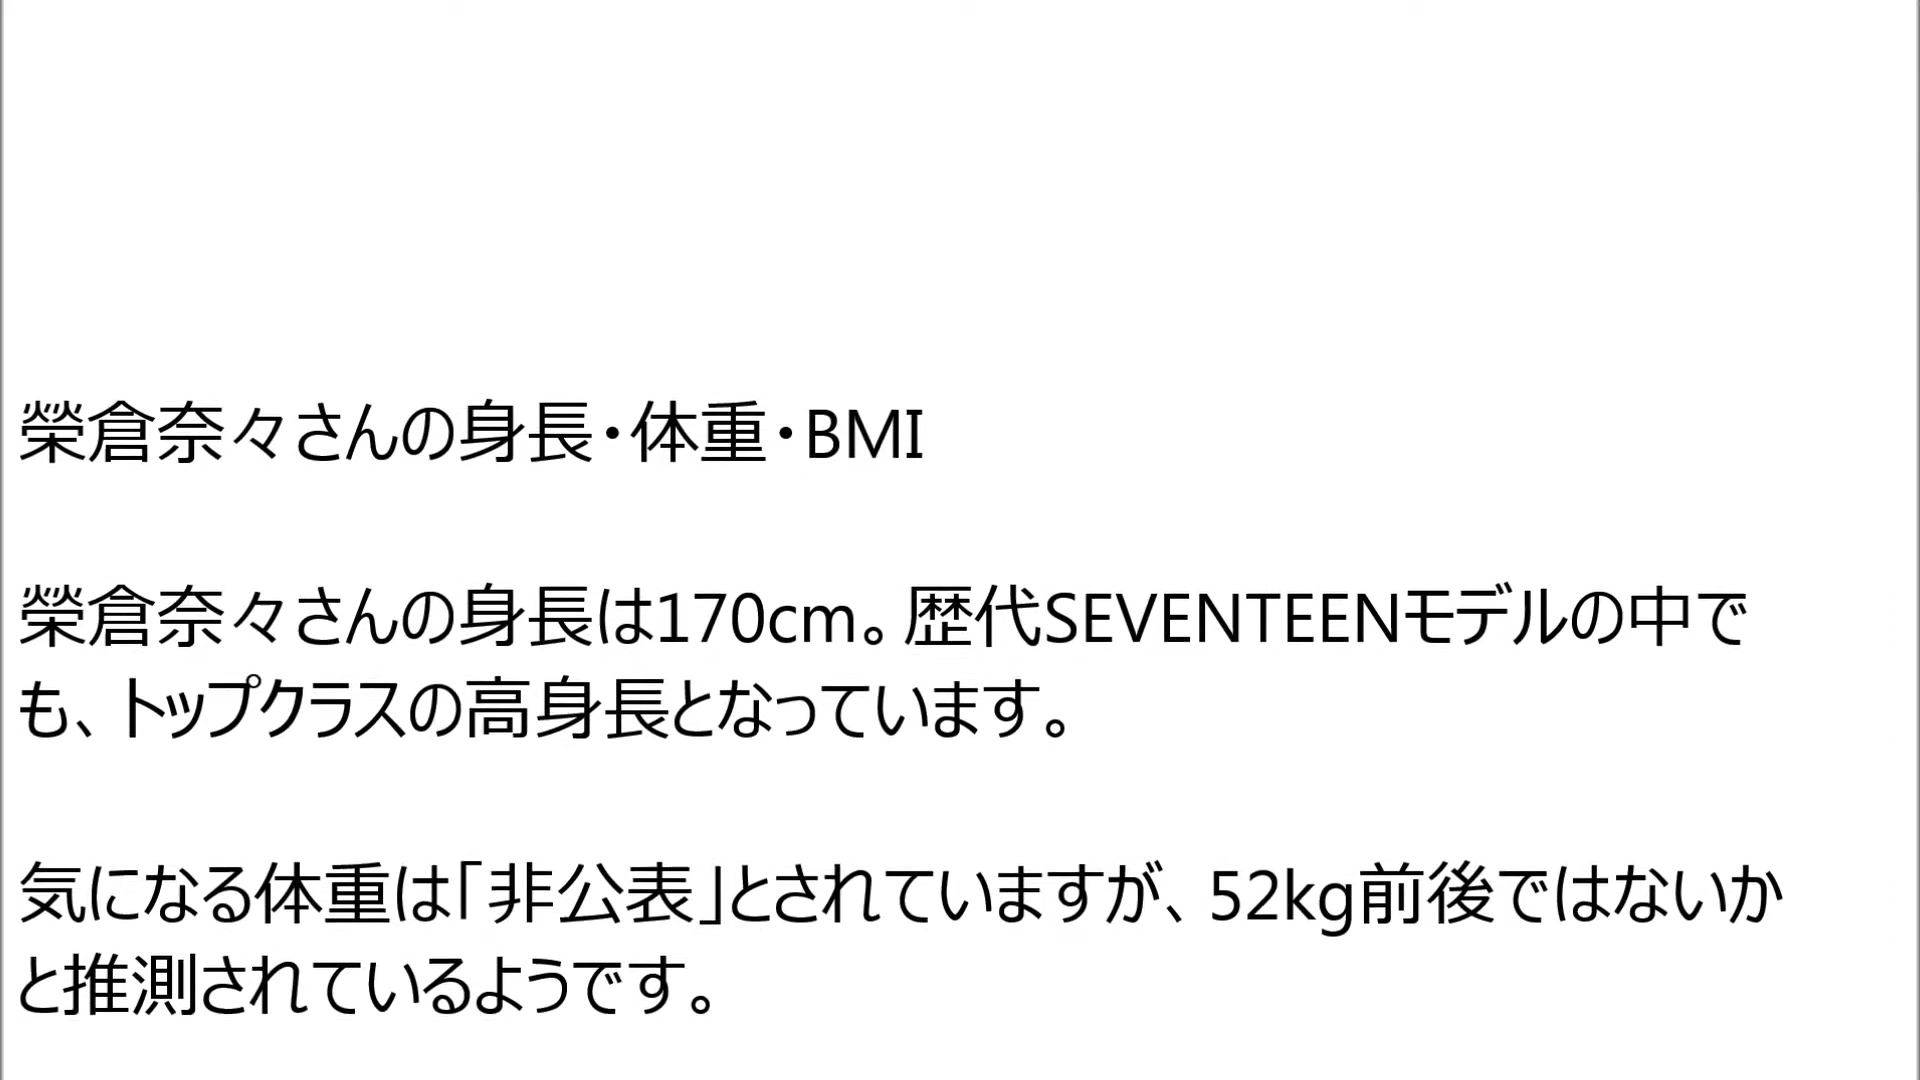 榮倉奈々さんの身長・体重・BMI
榮倉奈々さんの身長は170cm。歴代SEVENTEENモデルの中で
も、トップクラスの高身長となっています。
気になる体重は「非公表」とされていますが、52kg前後ではないか
と推測されているようです。